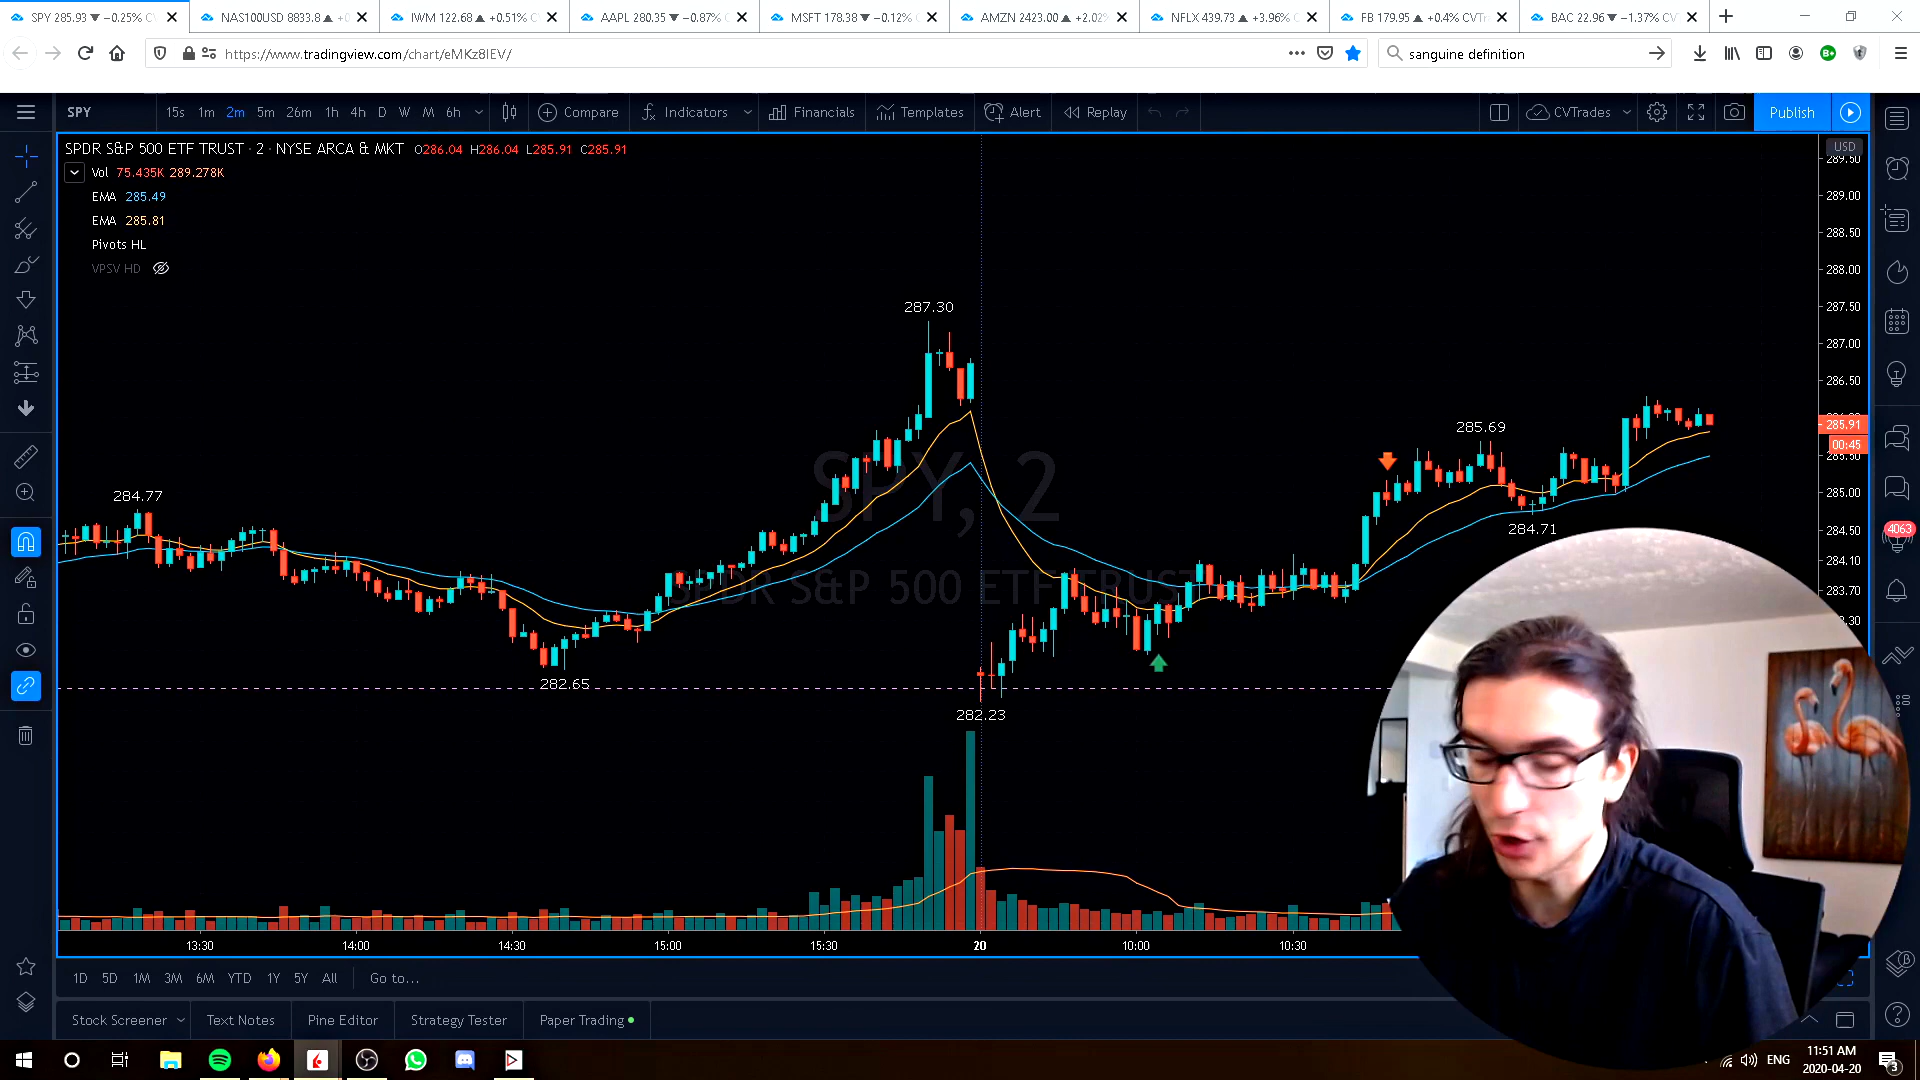 SPY 285.93 ▼ −0.25% CV
NAS100USD 8833.8 ▲ +0
IWM 122.68 ▲ +0.51% C
AAPL 280.35 ▼ −0.87% C
MSFT 178.38 ▼ −0.12% C
AMZN 2423.00 ▲ +2.02%
NFLX 439.73 ▲ +3.96% C
FB 179.95 ▲ +0.4% CVTr
BAC 22.96 ▼ −1.37% CV
https://www.tradingview.com/chart/eMKz8IEV/
sanguine definition
SPY 15s 1m 2m 5m 26m 1h 4h D W M 6h Compare Indicators Financials Templates Alert Replay CVTrades Publish
SPDR S&P 500 ETF TRUST · 2 · NYSE ARCA & MKT O286.04 H286.04 L285.91 C285.91
Vol 75.435K 289.278K
EMA 285.49
EMA 285.81
Pivots HL
VPSV HD
USD
289.50
289.00
288.50
288.00
287.50
287.00
286.50
285.91
00:45
285.50
285.00
284.50
284.10
283.70
287.30
285.69
284.77
284.71
282.65
282.23
SPY, 2
SPDR S&P 500 ETF TRUST
4063
13:30 14:00 14:30 15:00 15:30 20 10:00 10:30
1D 5D 1M 3M 6M YTD 1Y 5Y All Go to...
Stock Screener Text Notes Pine Editor Strategy Tester Paper Trading
ENG
11:51 AM
2020-04-20
3